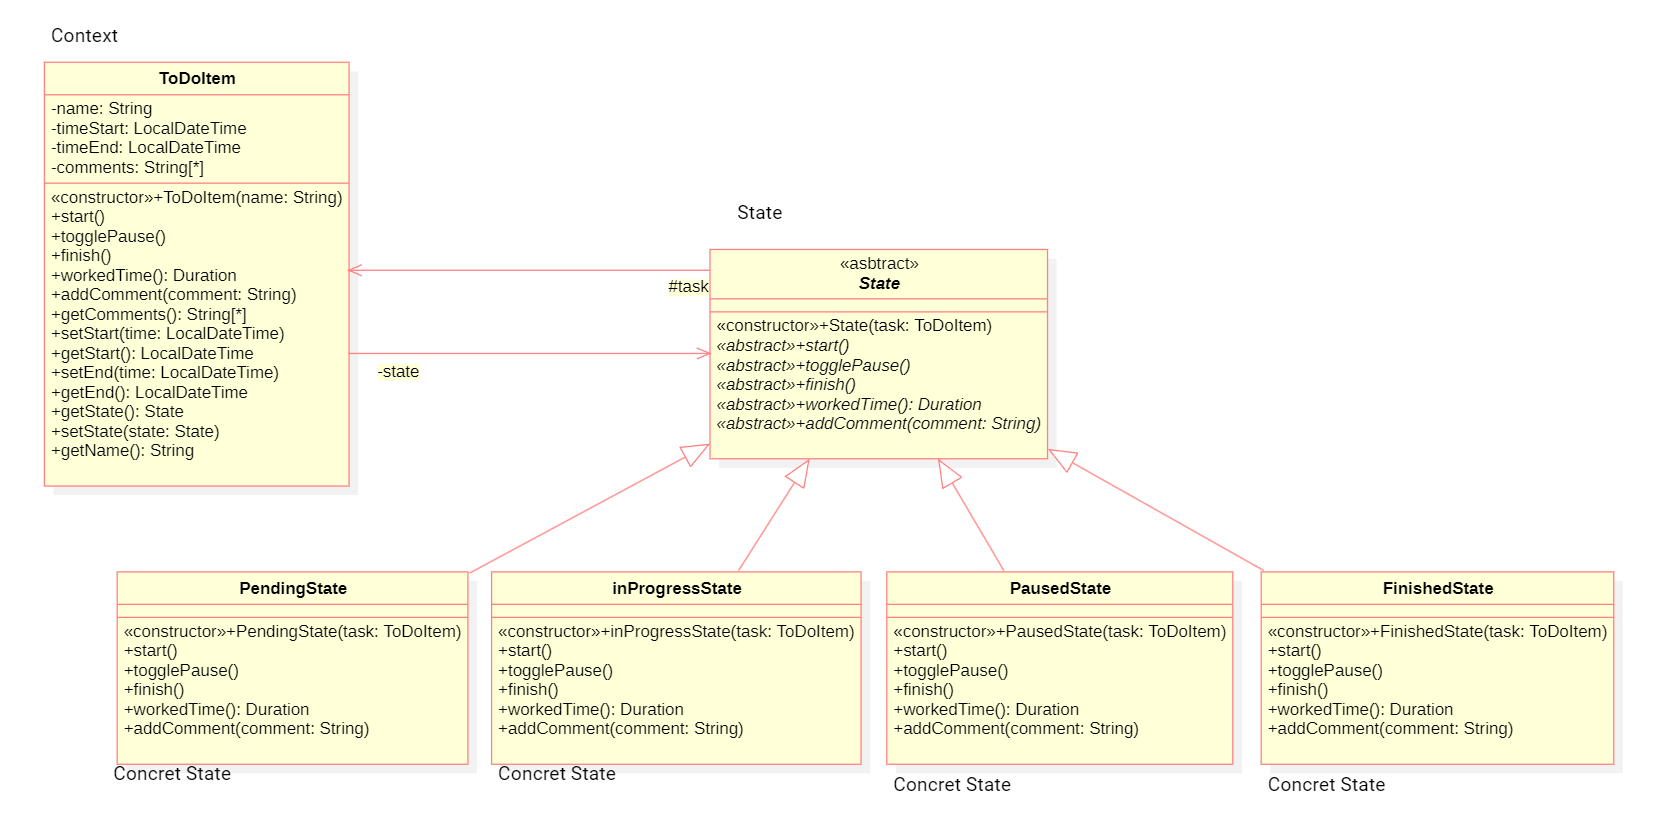 Context
ToDoItem
-name: String
-timeStart: LocalDateTime
-timeEnd: LocalDateTime
-comments: String[*]
«constructor»+ToDoItem(name: String)
+start()
+togglePause()
+finish()
+workedTime(): Duration
+addComment(comment: String)
+getComments(): String[*]
+setStart(time: LocalDateTime)
+getStart(): LocalDateTime
+setEnd(time: LocalDateTime)
+getEnd(): LocalDateTime
+getState(): State
+setState(state: State)
+getName(): String
#task
-state
State
«asbtract»
State
«constructor»+State(task: ToDoItem)
«abstract»+start()
«abstract»+togglePause()
«abstract»+finish()
«abstract»+workedTime(): Duration
«abstract»+addComment(comment: String)
PendingState
«constructor»+PendingState(task: ToDoItem)
+start()
+togglePause()
+finish()
+workedTime(): Duration
+addComment(comment: String)
Concret State
inProgressState
«constructor»+inProgressState(task: ToDoItem)
+start()
+togglePause()
+finish()
+workedTime(): Duration
+addComment(comment: String)
Concret State
PausedState
«constructor»+PausedState(task: ToDoItem)
+start()
+togglePause()
+finish()
+workedTime(): Duration
+addComment(comment: String)
Concret State
FinishedState
«constructor»+FinishedState(task: ToDoItem)
+start()
+togglePause()
+finish()
+workedTime(): Duration
+addComment(comment: String)
Concret State